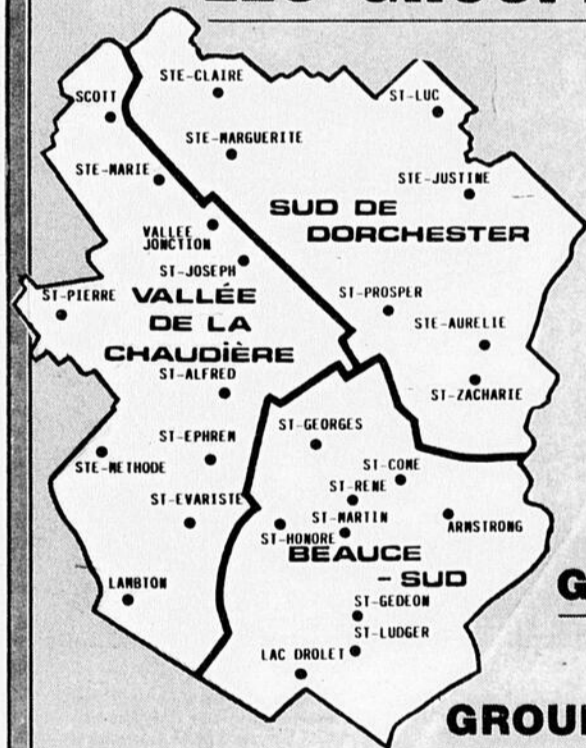 STE-CLAIRE
SCOTT
ST-LUC
STE-MARGUERITE
STE-MARIE
STE-JUSTINE
SUD DE
DORCHESTER
VALLEE
JONCTION
ST-JOSEPH
ST-PIERRE
VALLÉE
DE LA
CHAUDIÈRE
ST-PROSPER
STE-AURELIE
ST-ALFRED
ST-ZACHARIE
ST-GEORGES
ST-EPHREM
STE-METHODE
ST-COME
ST-RENE
ST-EVARISTE
ST-MARTIN
ARMSTRONG
ST-HONORE
BEAUCE
- SUD
LAMBTON
ST-GEDEON
G
ST-LUDGER
LAC DROLET
GROU